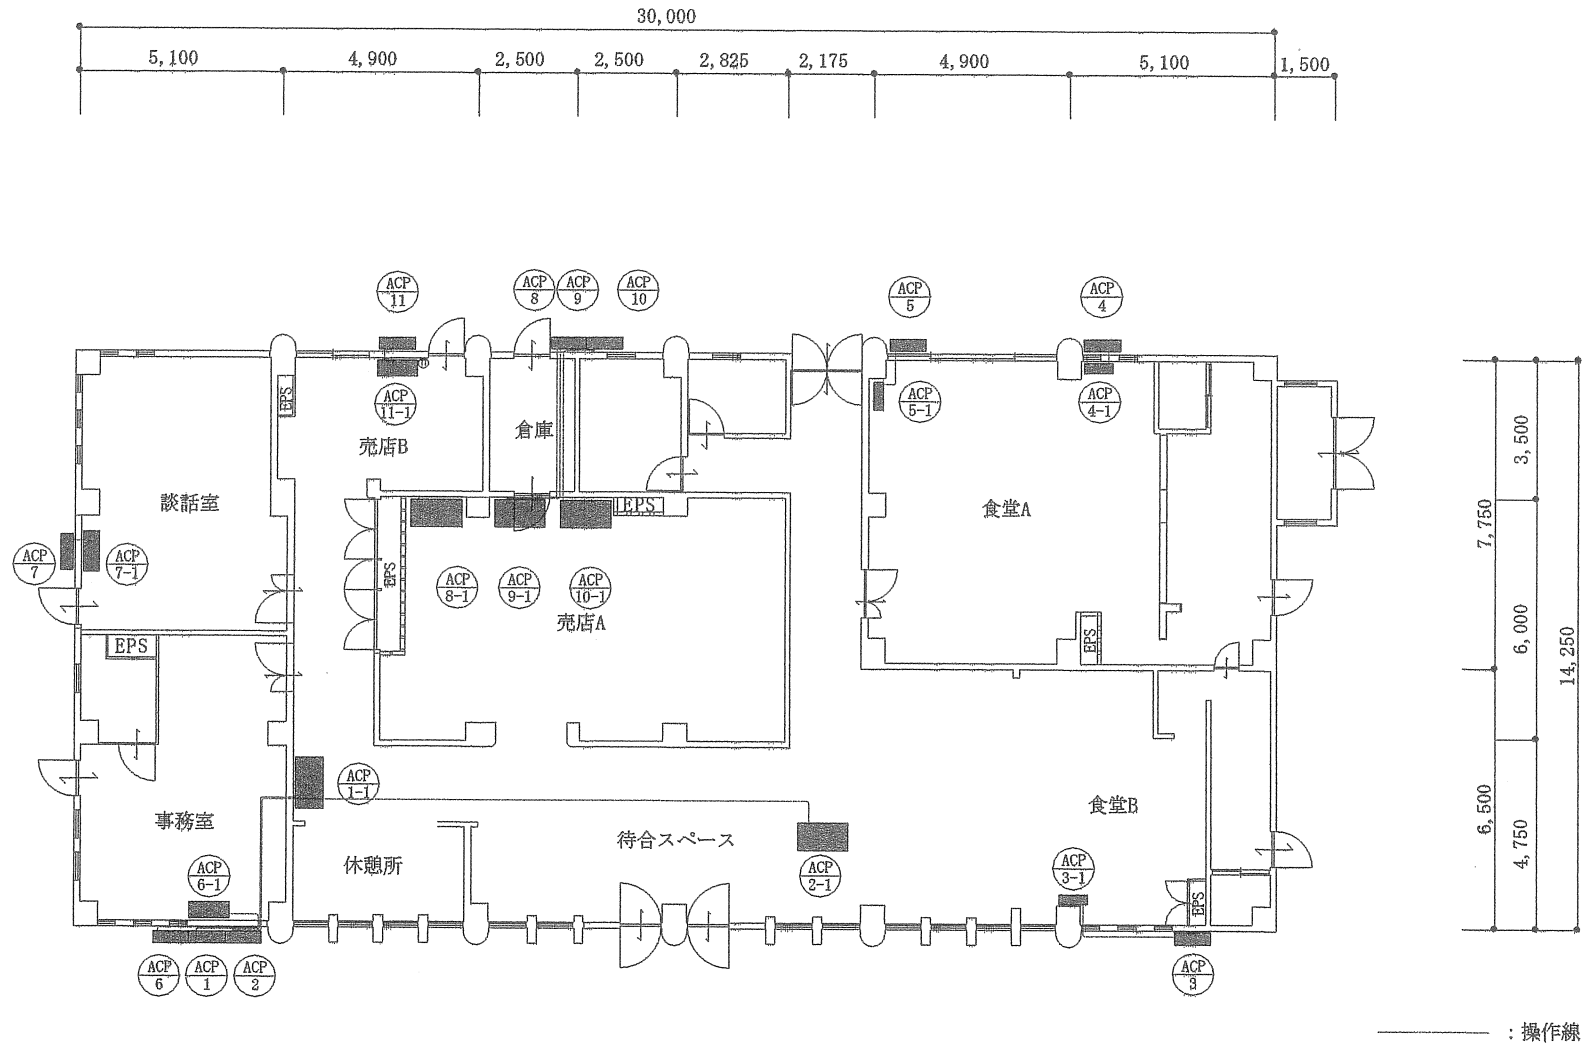 30,000
5,100 4,900 2,500 2,500 2,825 2,175 4,900 5,100 1,500
ACP 11
ACP 8
ACP 9
ACP 10
ACP 5
ACP 4
EPS
ACP 11-1
売店B
倉庫
ACP 5-1
ACP 4-1
談話室
EPS
食堂A
3,500
7,750
ACP 7
ACP 7-1
EPS
ACP 8-1
ACP 9-1
ACP 10-1
売店A
EPS
EPS
6,000
14,250
ACP 1-1
事務室
待合スペース
食堂B
6,500
4,750
ACP 6-1
休憩所
ACP 2-1
ACP 3-1
EPS
ACP 6
ACP 1
ACP 2
ACP 3
：操作線